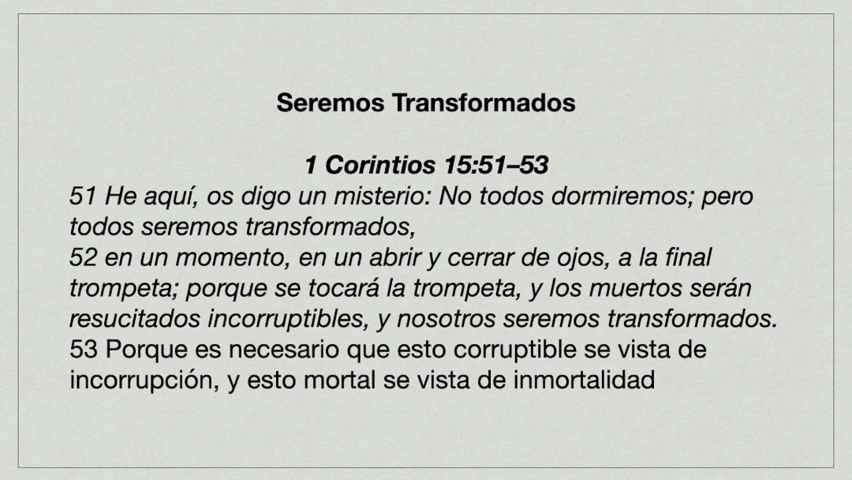 Seremos Transformados
1 Corintios 15:51–53
51 He aquí, os digo un misterio: No todos dormiremos; pero
todos seremos transformados,
52 en un momento, en un abrir y cerrar de ojos, a la final
trompeta; porque se tocará la trompeta, y los muertos serán
resucitados incorruptibles, y nosotros seremos transformados.
53 Porque es necesario que esto corruptible se vista de
incorrupción, y esto mortal se vista de inmortalidad